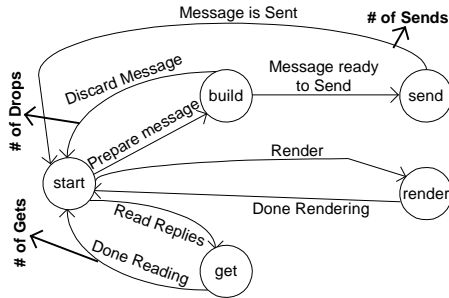 Message is Sent
# of Sends
Discard Message
Message ready
to Send
build
send
# of Drops
Prepare message
Render
start
render
Done Rendering
Read Replies
# of Gets
Done Reading
get